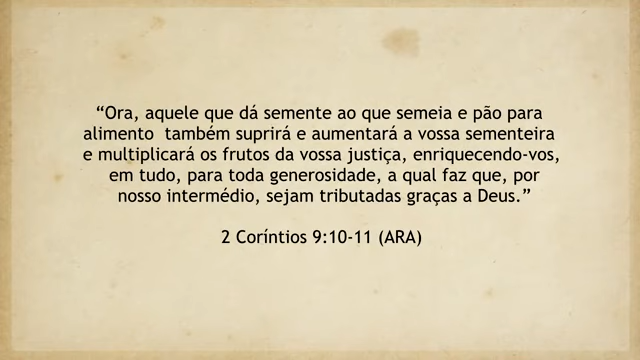 “Ora, aquele que dá semente ao que semeia e pão para
alimento  também suprirá e aumentará a vossa sementeira
e multiplicará os frutos da vossa justiça, enriquecendo-vos,
em tudo, para toda generosidade, a qual faz que, por
nosso intermédio, sejam tributadas graças a Deus.”
2 Coríntios 9:10-11 (ARA)